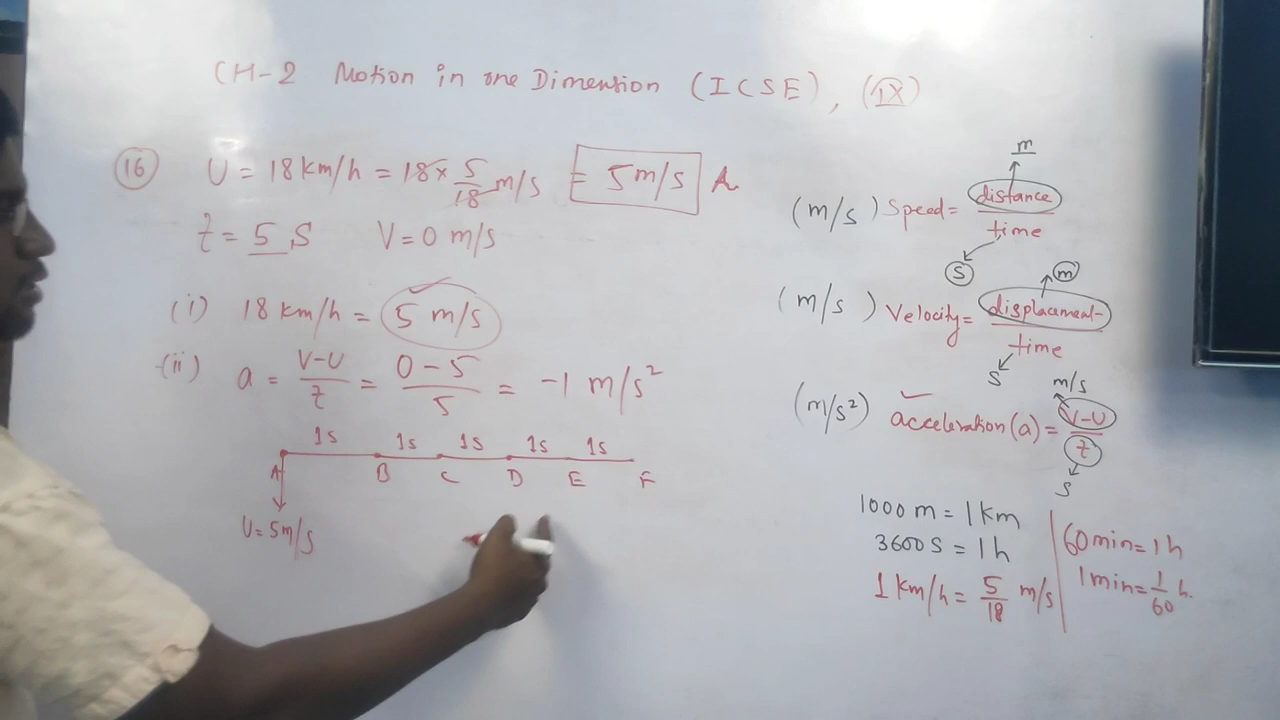 CH-2 Motion in one Dimension (ICSE), (IX)
16 U = 18 km/h = 18 × 5/18 m/s = 5 m/s A
t = 5 S V = 0 m/s
(i) 18 km/h = 5 m/s
(ii) a = V-U/t = 0-5/5 = -1 m/s²
1s 1s 1s 1s 1s
A B C D E F
U = 5m/s
m
(m/s) Speed = distance/time
S
m
(m/s) Velocity = displacement/time
S
m/s
(m/s²) acceleration (a) = V-U/t
S
1000 m = 1 km
3600 S = 1 h
1 km/h = 5/18 m/s
60 min = 1 h
1 min = 1/60 h.